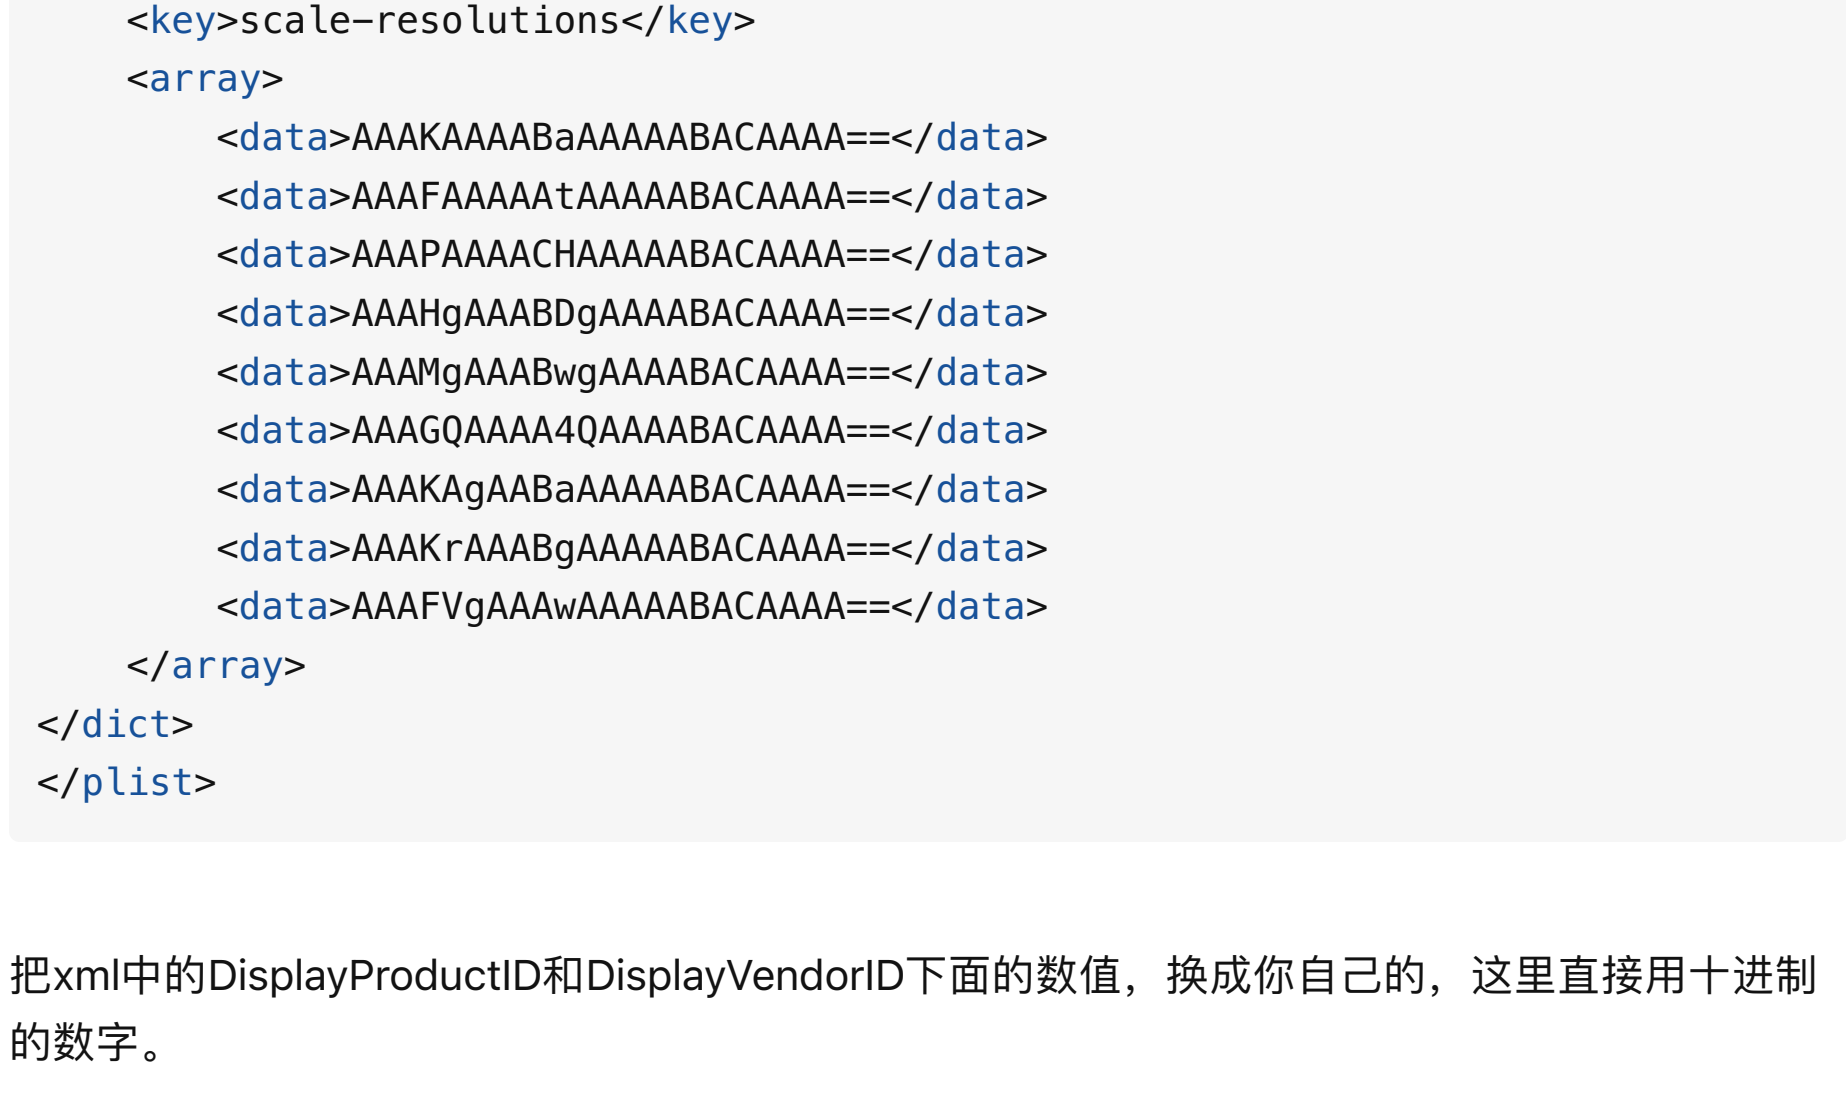 <key>scale-resolutions</key>
<array>
<data>AAAKAAAABaAAAAABACAAAA==</data>
<data>AAAFAAAAAtAAAAABACAAAA==</data>
<data>AAAPAAAACHAAAAABACAAAA==</data>
<data>AAAHgAAABDgAAAABACAAAA==</data>
<data>AAAMgAAABwgAAAABACAAAA==</data>
<data>AAAGQAAAA4QAAAABACAAAA==</data>
<data>AAAKAgAABaAAAAABACAAAA==</data>
<data>AAAKrAAABgAAAAABACAAAA==</data>
<data>AAAFVgAAAwAAAAABACAAAA==</data>
</array>
</dict>
</plist>
把xml中的DisplayProductID和DisplayVendorID下面的数值，换成你自己的，这里直接用十进制
的数字。